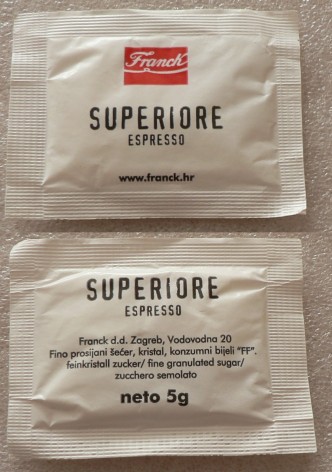 Franck
SUPERIORE
ESPRESSO
www.franck.hr
SUPERIORE
ESPRESSO
Franck d.d. Zagreb, Vodovodna 20
Fino prosijani šećer, kristal, konzumni bijeli "FF".
feinkristall zucker/ fine granulated sugar/
zucchero semolato
neto 5g